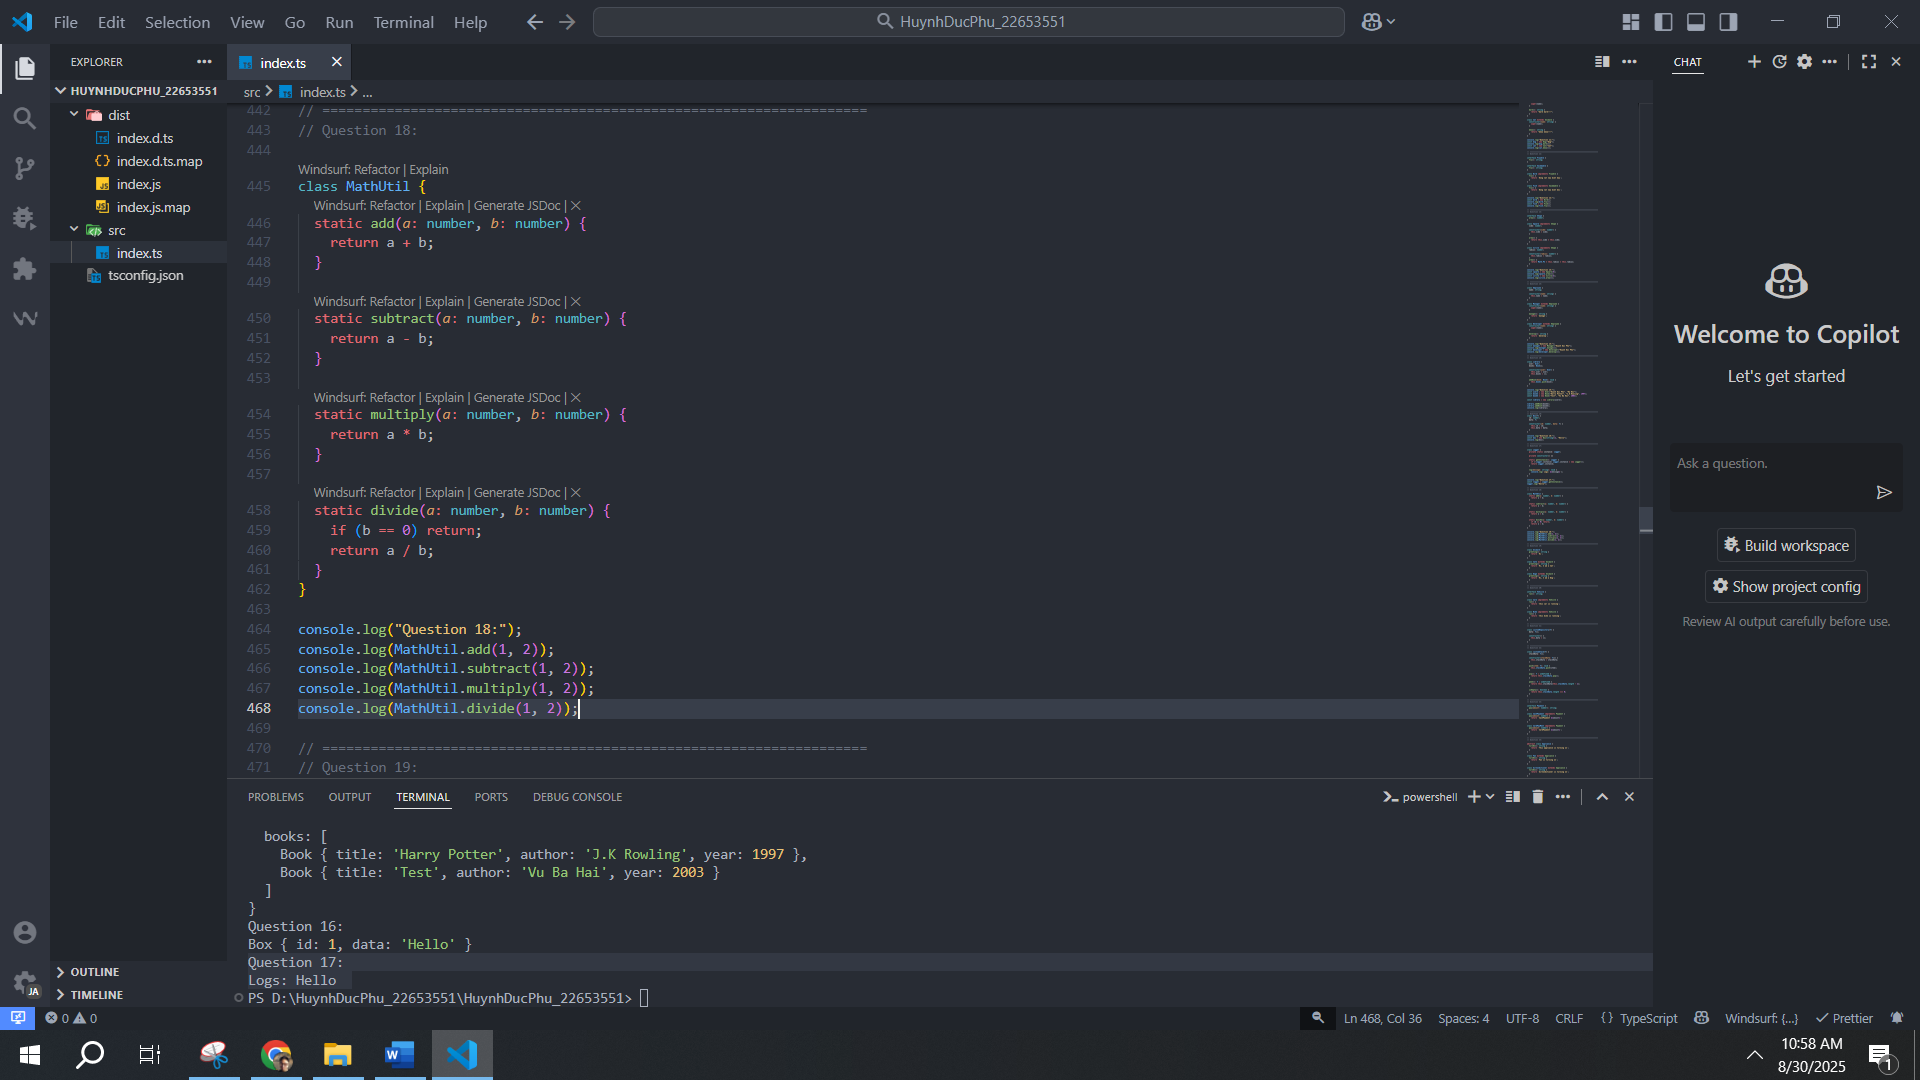 File Edit Selection View Go Run Terminal Help
HuynhDucPhu_22653551
EXPLORER
index.ts
CHAT
HUYNHDUCPHU_22653551
src > index.ts > ...
dist
index.d.ts
index.d.ts.map
index.js
index.js.map
src
index.ts
tsconfig.json
442 // ====================================================================
443 // Question 18:
444
Windsurf: Refactor | Explain
445 class MathUtil {
Windsurf: Refactor | Explain | Generate JSDoc | ×
446 static add(a: number, b: number) {
447 return a + b;
448 }
449
Windsurf: Refactor | Explain | Generate JSDoc | ×
450 static subtract(a: number, b: number) {
451 return a - b;
452 }
453
Windsurf: Refactor | Explain | Generate JSDoc | ×
454 static multiply(a: number, b: number) {
455 return a * b;
456 }
457
Windsurf: Refactor | Explain | Generate JSDoc | ×
458 static divide(a: number, b: number) {
459 if (b == 0) return;
460 return a / b;
461 }
462 }
463
464 console.log("Question 18:");
465 console.log(MathUtil.add(1, 2));
466 console.log(MathUtil.subtract(1, 2));
467 console.log(MathUtil.multiply(1, 2));
468 console.log(MathUtil.divide(1, 2));
469
470 // ====================================================================
471 // Question 19:
Welcome to Copilot
Let's get started
Ask a question.
Build workspace
Show project config
Review AI output carefully before use.
PROBLEMS OUTPUT TERMINAL PORTS DEBUG CONSOLE
powershell
books: [
Book { title: 'Harry Potter', author: 'J.K Rowling', year: 1997 },
Book { title: 'Test', author: 'Vu Ba Hai', year: 2003 }
]
}
Question 16:
Box { id: 1, data: 'Hello' }
Question 17:
Logs: Hello
PS D:\HuynhDucPhu_22653551\HuynhDucPhu_22653551>
OUTLINE
TIMELINE
JA
0 0
Ln 468, Col 36 Spaces: 4 UTF-8 CRLF {} TypeScript Windsurf: {...} Prettier
10:58 AM
8/30/2025
1